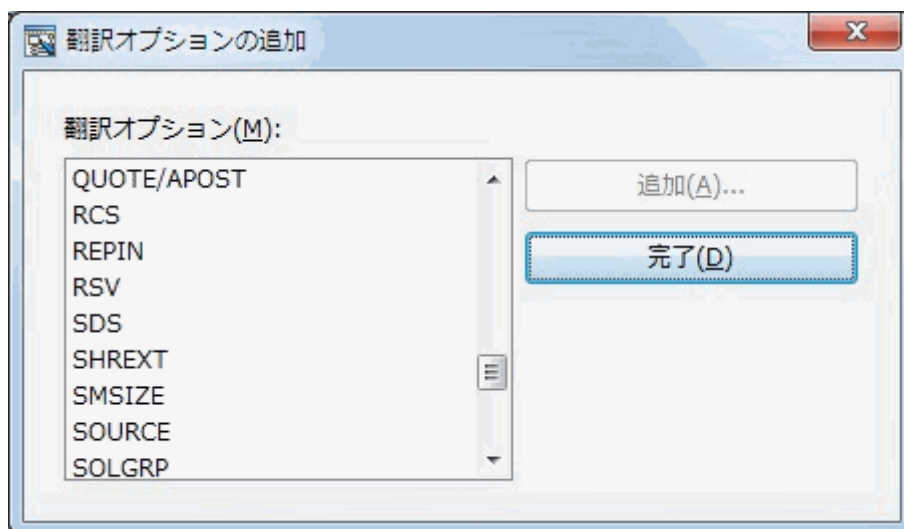 翻訳オプションの追加
翻訳オプション(M):
QUOTE/APOST
RCS
REPIN
RSV
SDS
SHREXT
SMSIZE
SOURCE
SQLGRP
追加(A)...
完了(D)